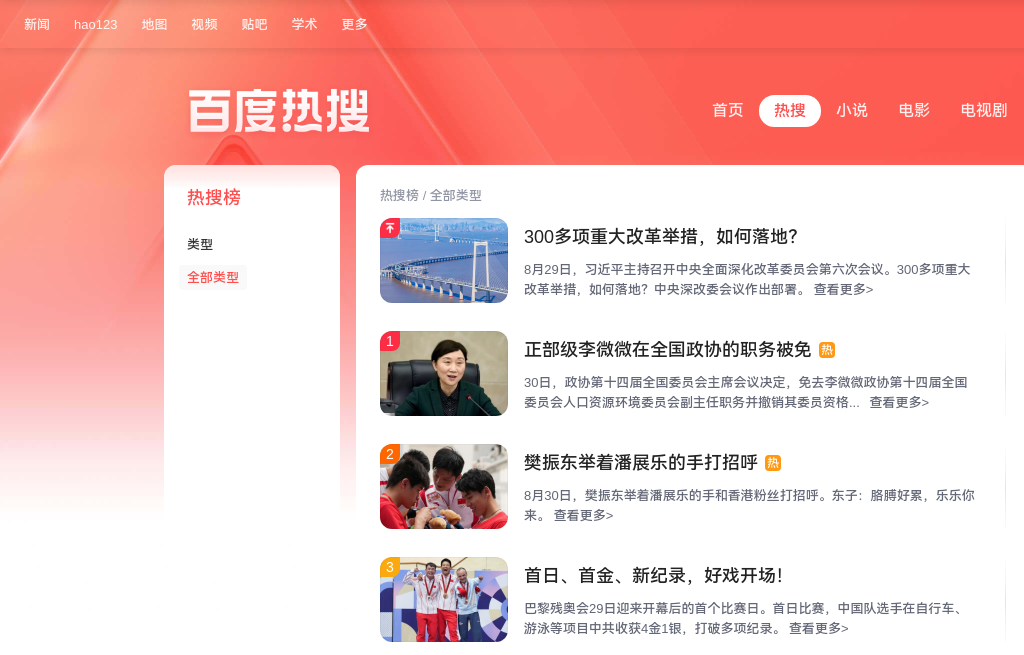 新闻 hao123 地图 视频 贴吧 学术 更多
百度热搜
首页 热搜 小说 电影 电视剧
热搜榜
类型
全部类型
热搜榜 / 全部类型
300多项重大改革举措，如何落地？
8月29日，习近平主持召开中央全面深化改革委员会第六次会议。300多项重大
改革举措，如何落地？中央深改委会议作出部署。 查看更多>
1
正部级李微微在全国政协的职务被免 热
30日，政协第十四届全国委员会主席会议决定，免去李微微政协第十四届全国
委员会人口资源环境委员会副主任职务并撤销其委员资格... 查看更多>
2
樊振东举着潘展乐的手打招呼 热
8月30日，樊振东举着潘展乐的手和香港粉丝打招呼。东子：胳膊好累，乐乐你
来。 查看更多>
3
首日、首金、新纪录，好戏开场！
巴黎残奥会29日迎来开幕后的首个比赛日。首日比赛，中国队选手在自行车、
游泳等项目中共收获4金1银，打破多项纪录。 查看更多>